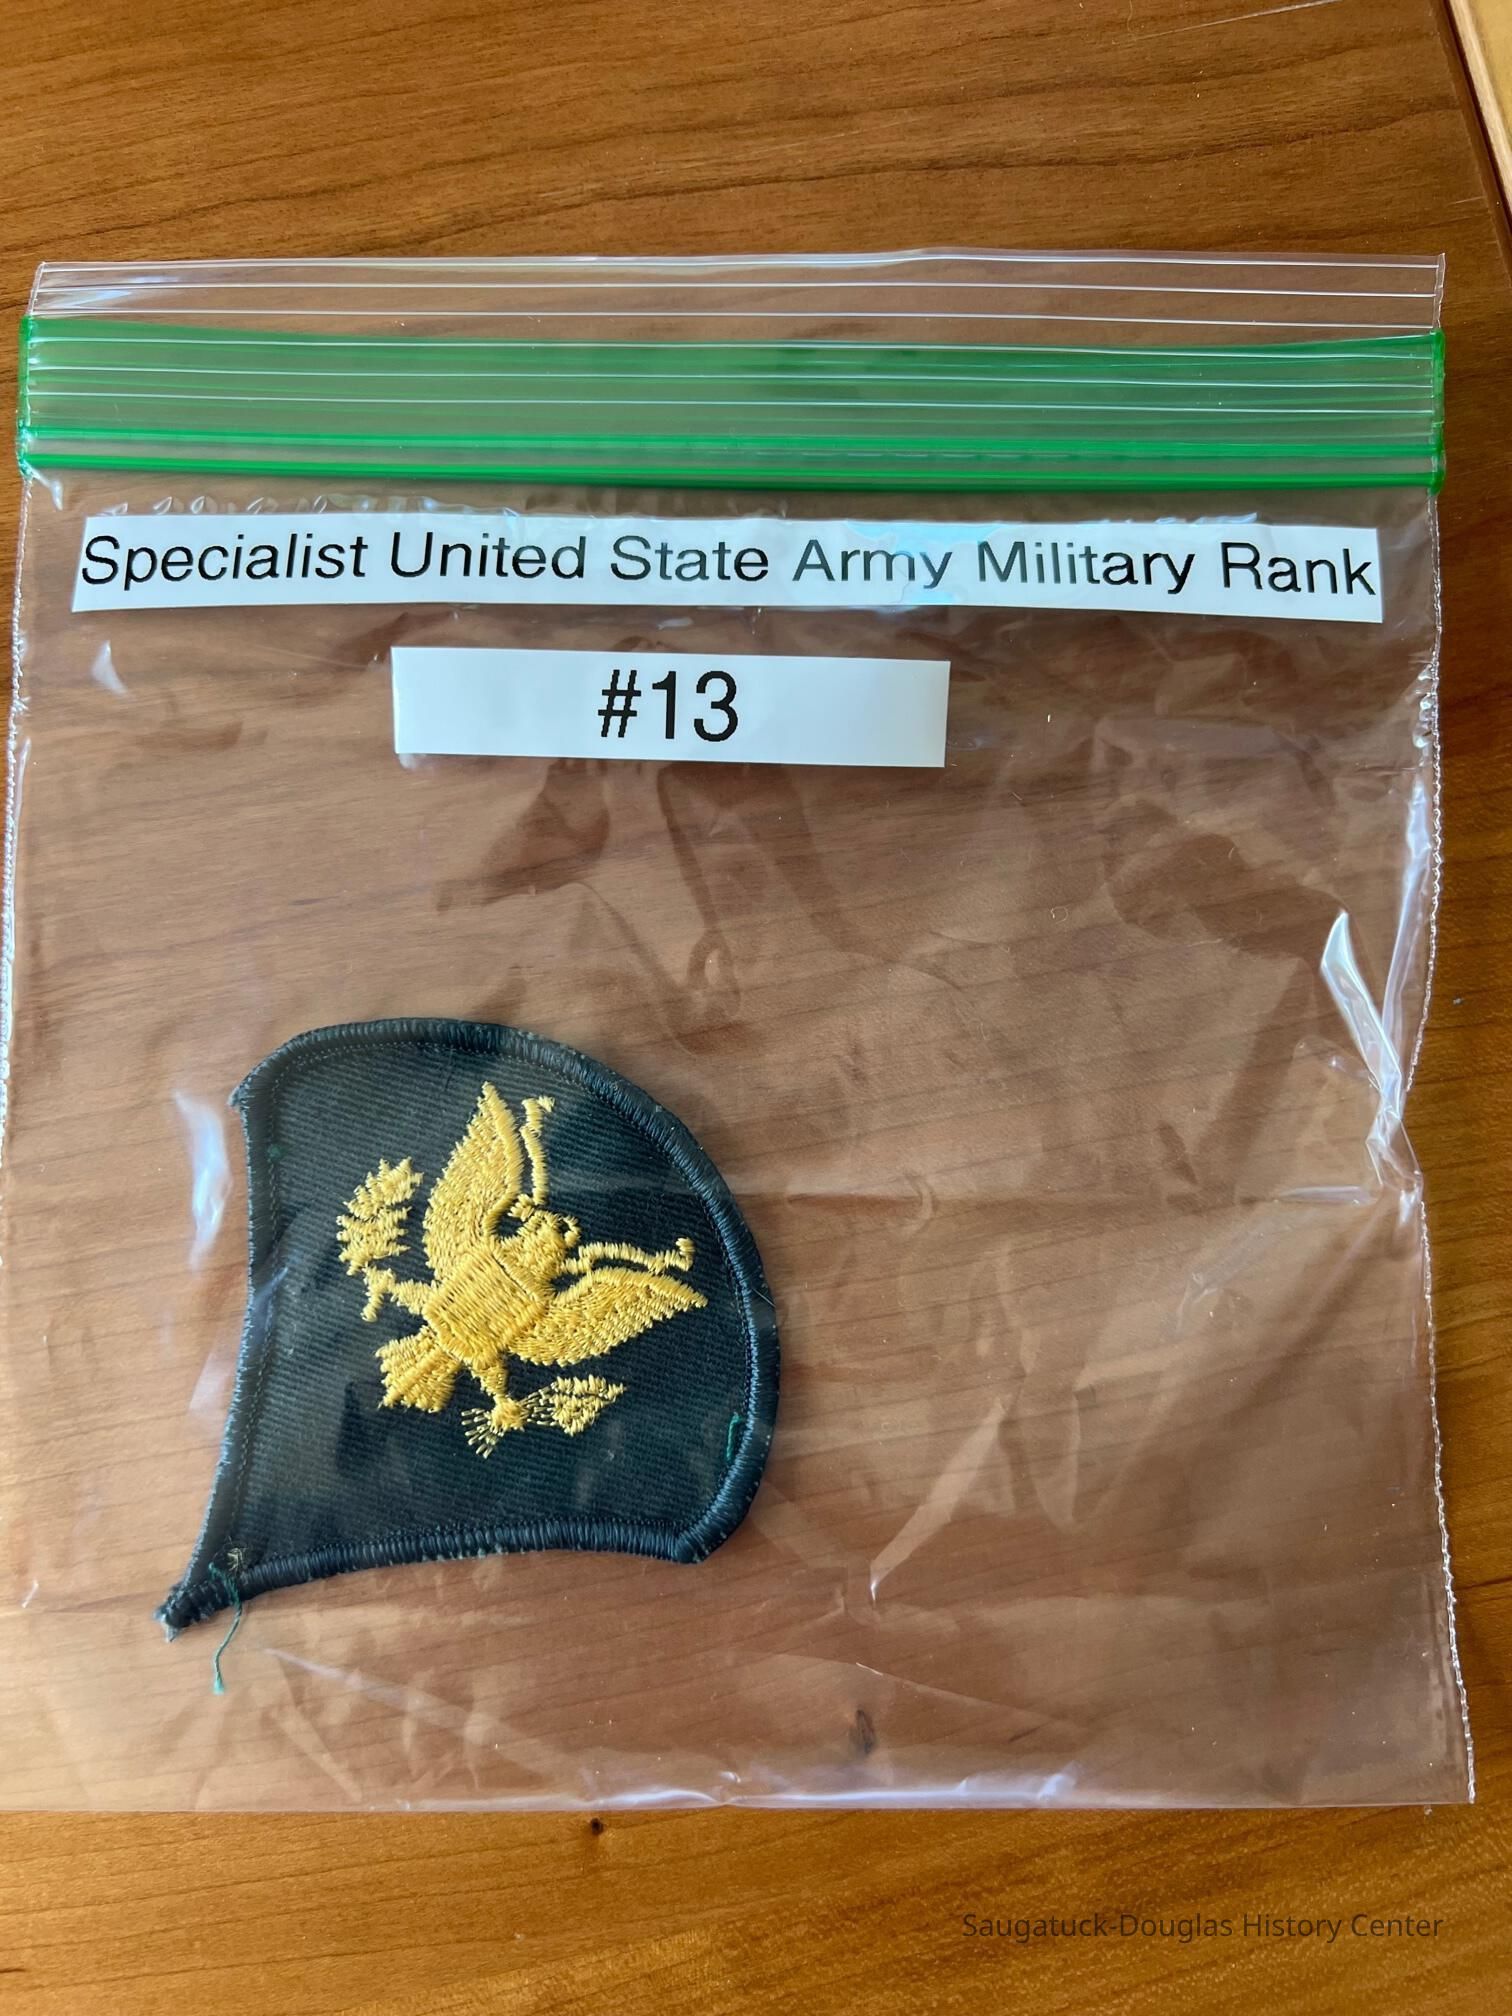 Specialist United State Army Military Rank
#13
Saugatuck-Douglas History Center